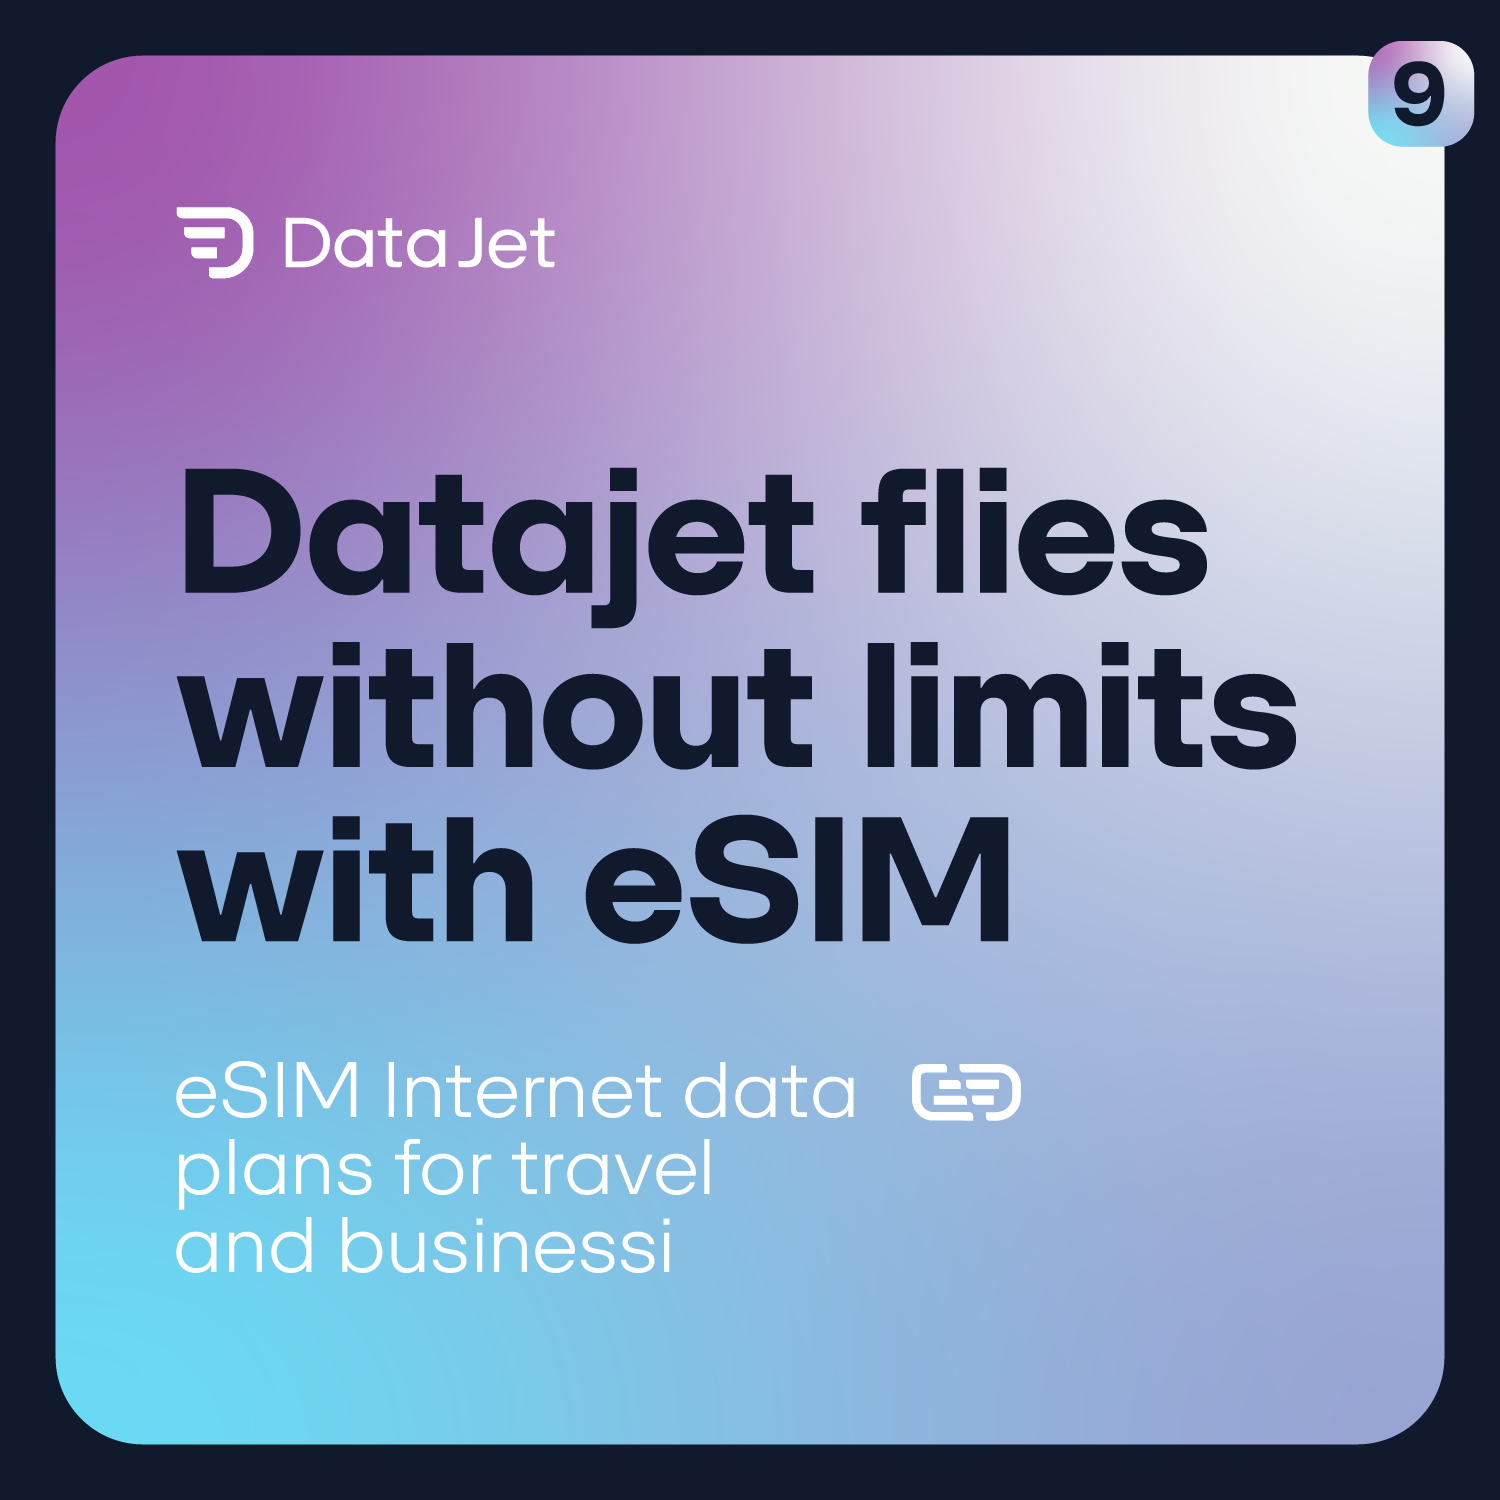 9
Data Jet
Datajet flies
without limits
with eSIM
eSIM Internet data
plans for travel
and businessi